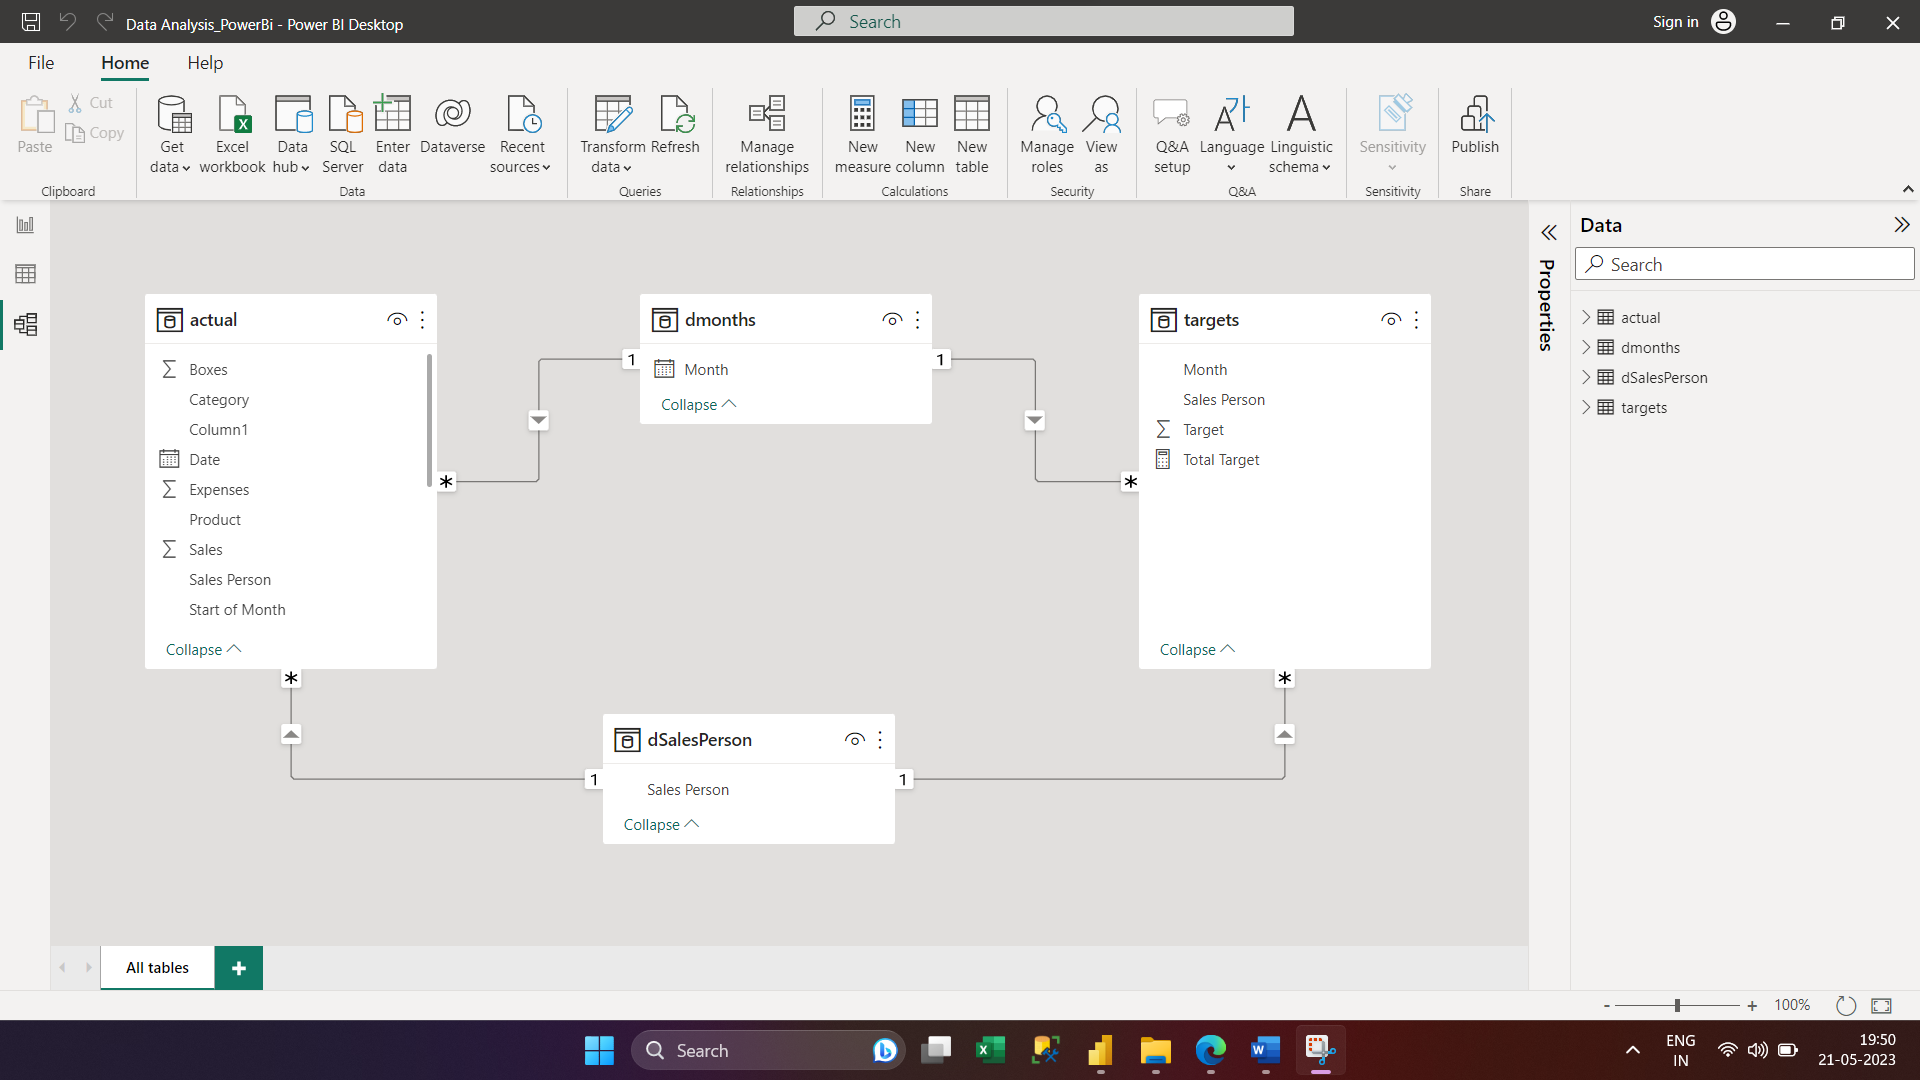 Data Analysis_PowerBi - Power BI Desktop
Search
Sign in
File
Home
Help
Paste
Cut
Copy
Clipboard
Get data
Excel workbook
Data hub
SQL Server
Enter data
Dataverse
Recent sources
Data
Transform data
Refresh
Queries
Manage relationships
Relationships
New measure
New column
New table
Calculations
Manage roles
View as
Security
Q&A setup
Language
Linguistic schema
Q&A
Sensitivity
Sensitivity
Publish
Share
actual
Boxes
Category
Column1
Date
Expenses
Product
Sales
Sales Person
Start of Month
Collapse
*
*
1
dmonths
Month
Collapse
1
*
targets
Month
Sales Person
Target
Total Target
Collapse
*
1
dSalesPerson
Sales Person
Collapse
1
Properties
Data
Search
actual
dmonths
dSalesPerson
targets
All tables
+
- + 100%
Search
ENG
IN
19:50
21-05-2023